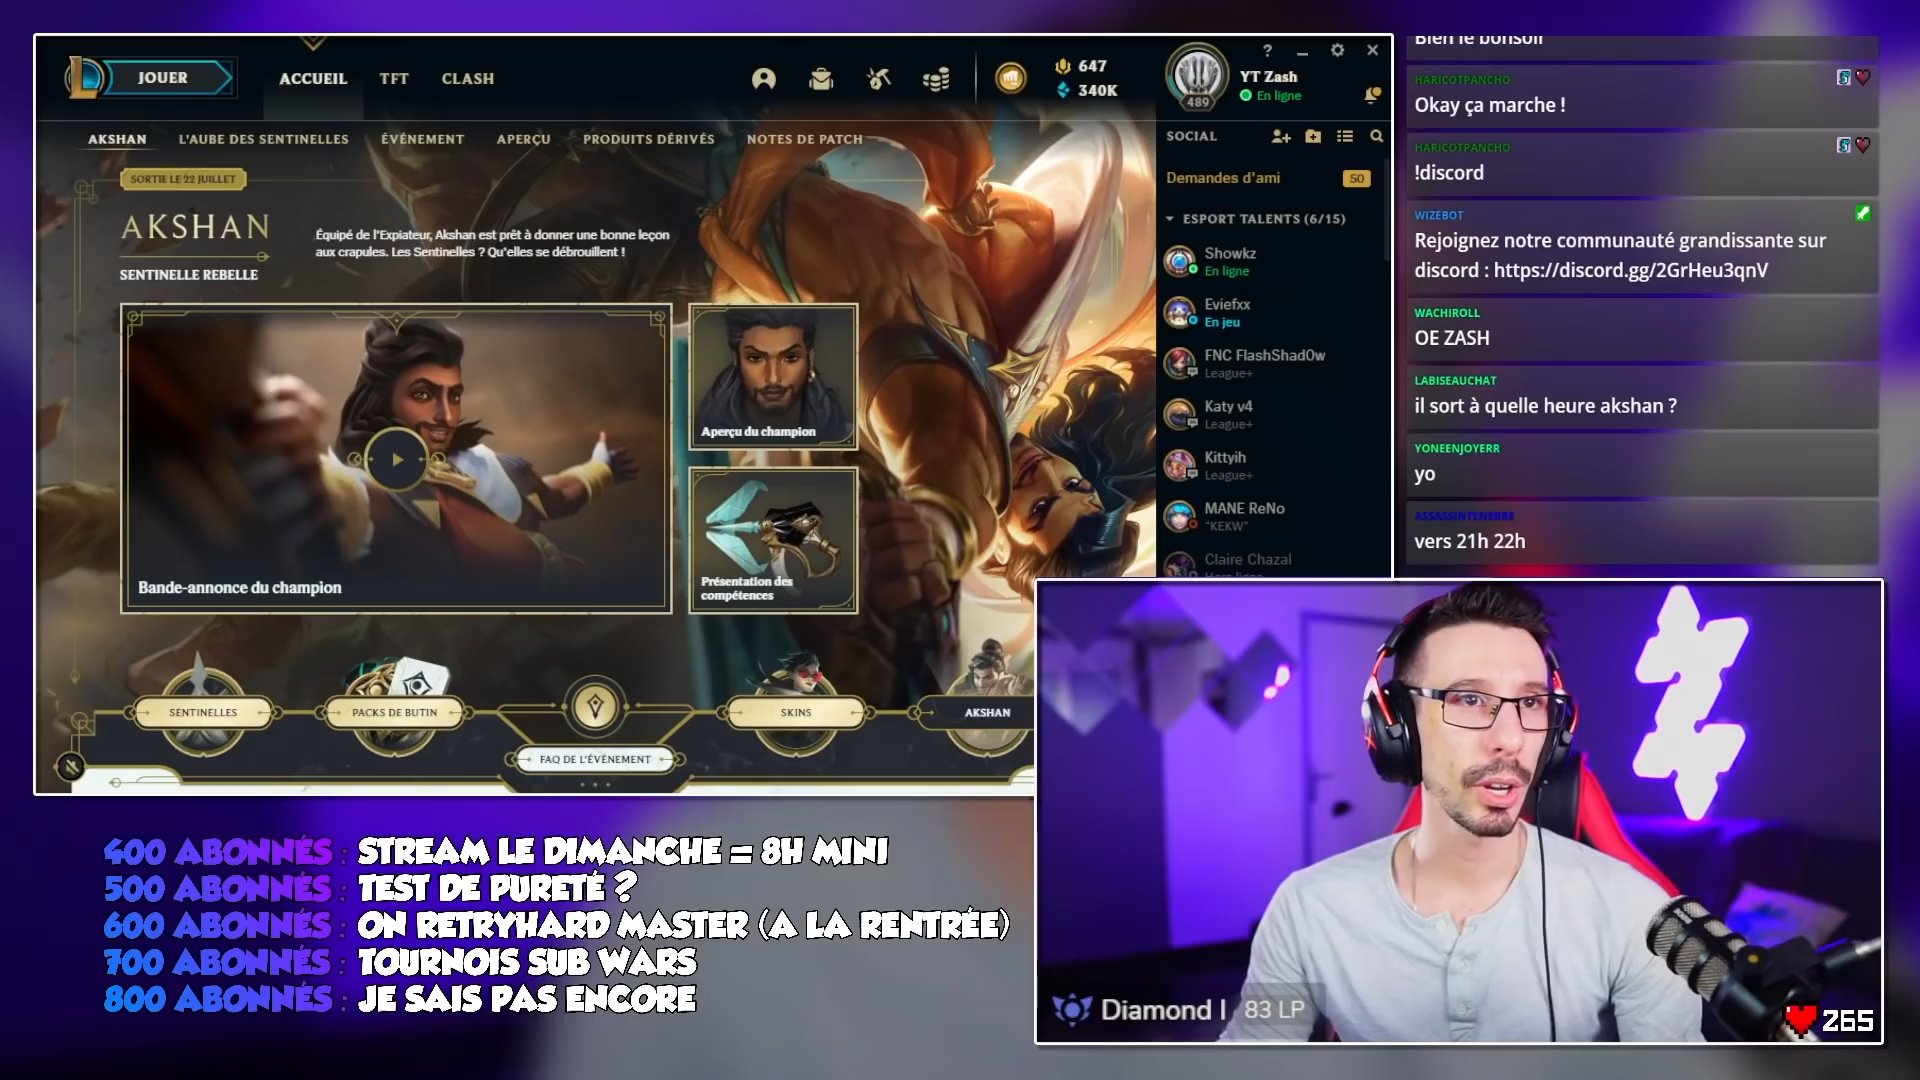 JOUER
ACCUEIL
TFT
CLASH
647
340K
489
YT Zash
En ligne
?
AKSHAN
L'AUBE DES SENTINELLES
ÉVÉNEMENT
APERÇU
PRODUITS DÉRIVÉS
NOTES DE PATCH
SORTIE LE 22 JUILLET
AKSHAN
SENTINELLE REBELLE
Équipé de l'Expiateur, Akshan est prêt à donner une bonne leçon
aux crapules. Les Sentinelles ? Qu'elles se débrouillent !
Bande-annonce du champion
Aperçu du champion
Présentation des
compétences
SENTINELLES
PACKS DE BUTIN
FAQ DE L'ÉVÉNEMENT
SKINS
AKSHAN
SOCIAL
Demandes d'ami
50
ESPORT TALENTS (6/15)
Showkz
En ligne
Eviefxx
En jeu
FNC FlashShad0w
League+
Katy v4
League+
Kittyih
League+
MANE ReNo
"KEKW"
Claire Chazal
Hors ligne
Bien le bonsoir
HARICOTPANCHO
Okay ça marche !
HARICOTPANCHO
!discord
WIZEBOT
Rejoignez notre communauté grandissante sur
discord : https://discord.gg/2GrHeu3qnV
WACHIROLL
OE ZASH
LABISEAUCHAT
il sort à quelle heure akshan ?
YONEENJOYERR
yo
ASSASSINTENEBRE
vers 21h 22h
400 ABONNÉS : STREAM LE DIMANCHE = 8H MINI
500 ABONNÉS : TEST DE PURETÉ ?
600 ABONNÉS : ON RETRYHARD MASTER (A LA RENTRÉE)
700 ABONNÉS : TOURNOIS SUB WARS
800 ABONNÉS : JE SAIS PAS ENCORE
Diamond I
83 LP
265